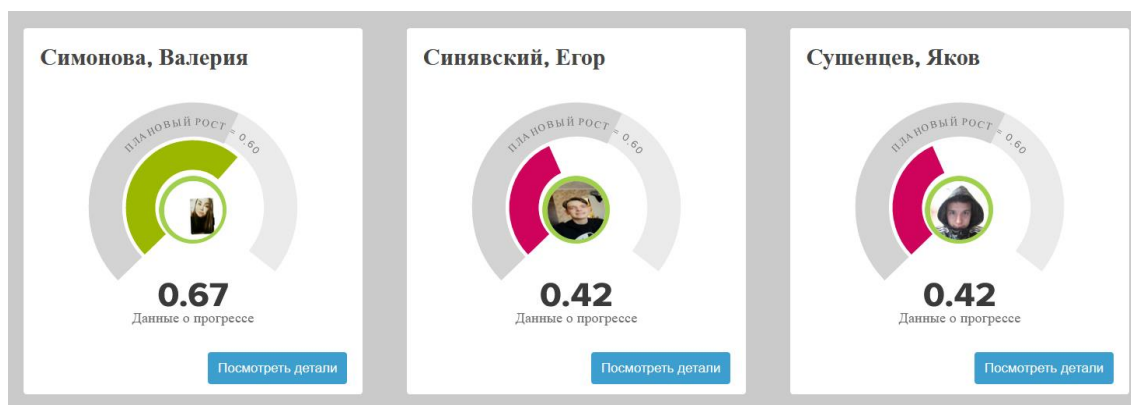 Симонова, Валерия
ПЛАНОВЫЙ РОСТ = 0.60
0.67
Данные о прогрессе
Посмотреть детали
Синявский, Егор
ПЛАНОВЫЙ РОСТ = 0.60
0.42
Данные о прогрессе
Посмотреть детали
Сушенцев, Яков
ПЛАНОВЫЙ РОСТ = 0.60
0.42
Данные о прогрессе
Посмотреть детали